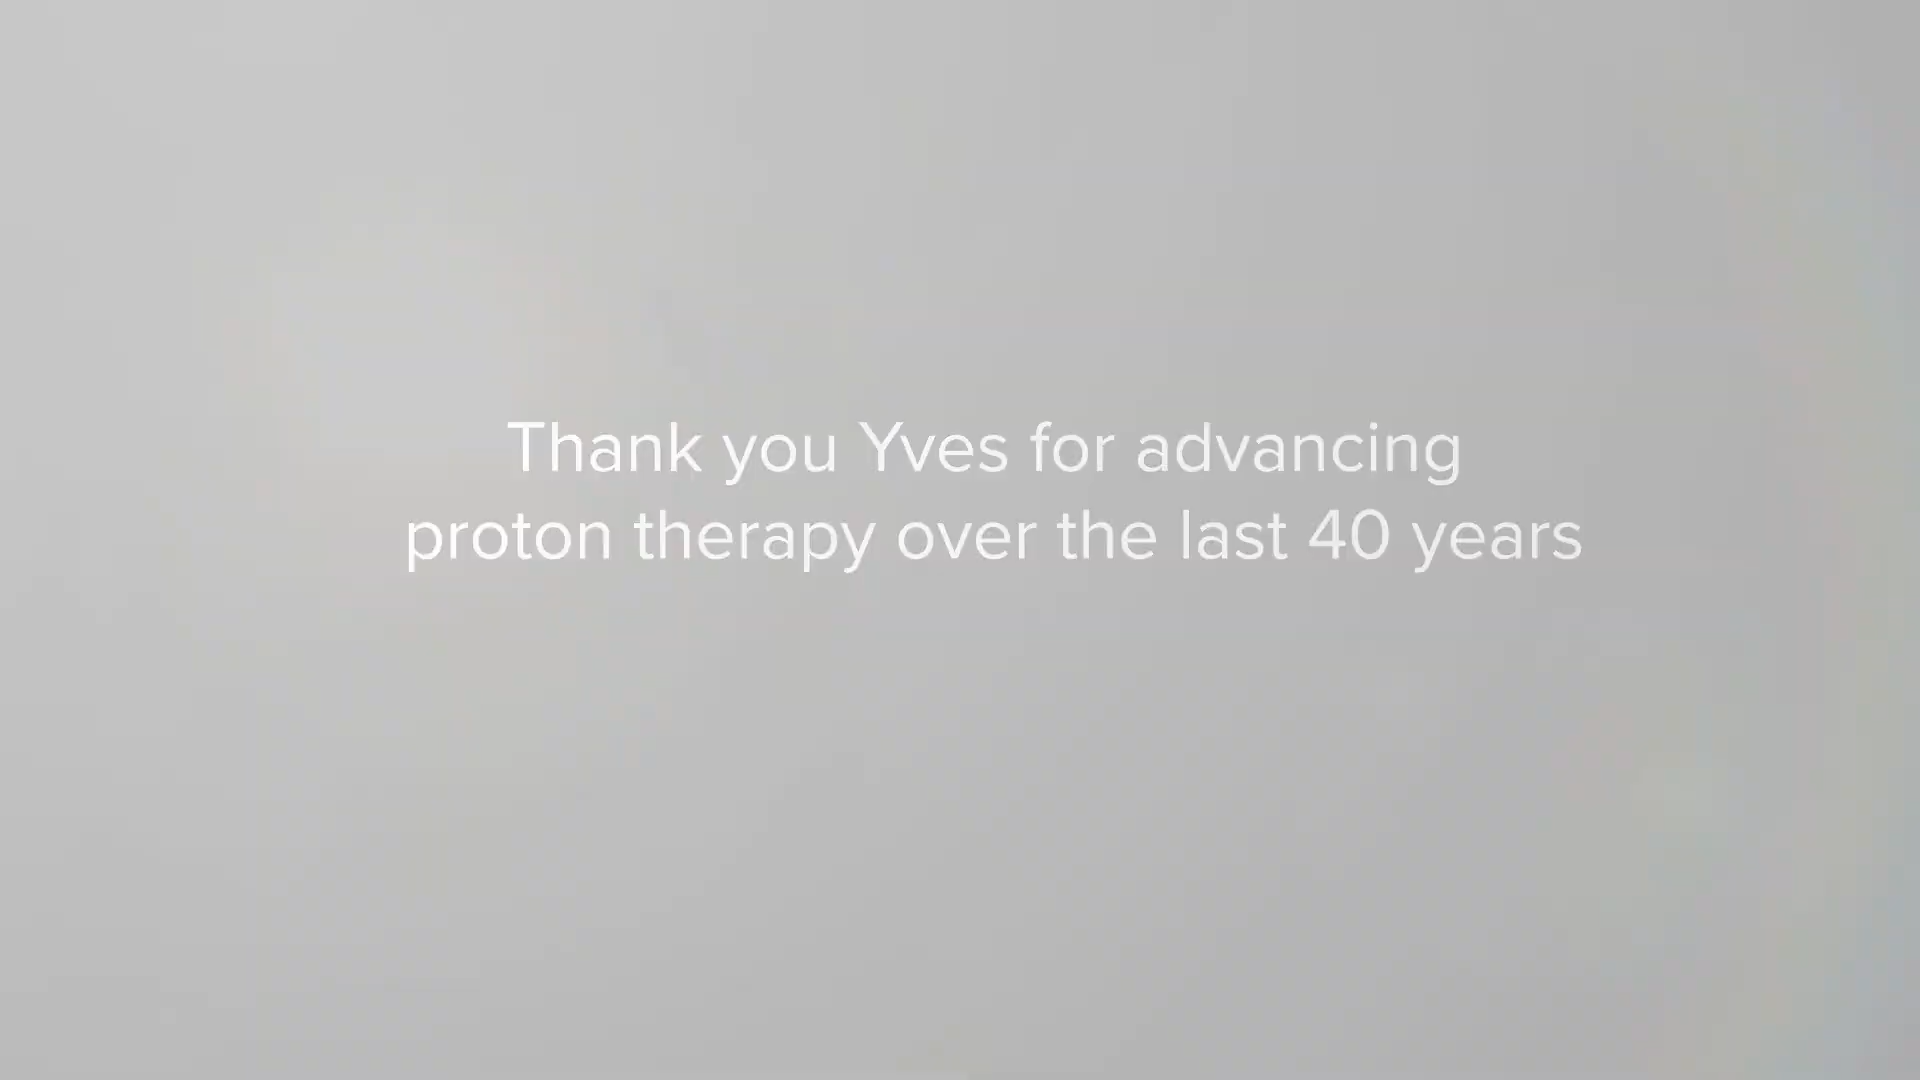 Thank you Yves for advancing
proton therapy over the last 40 years